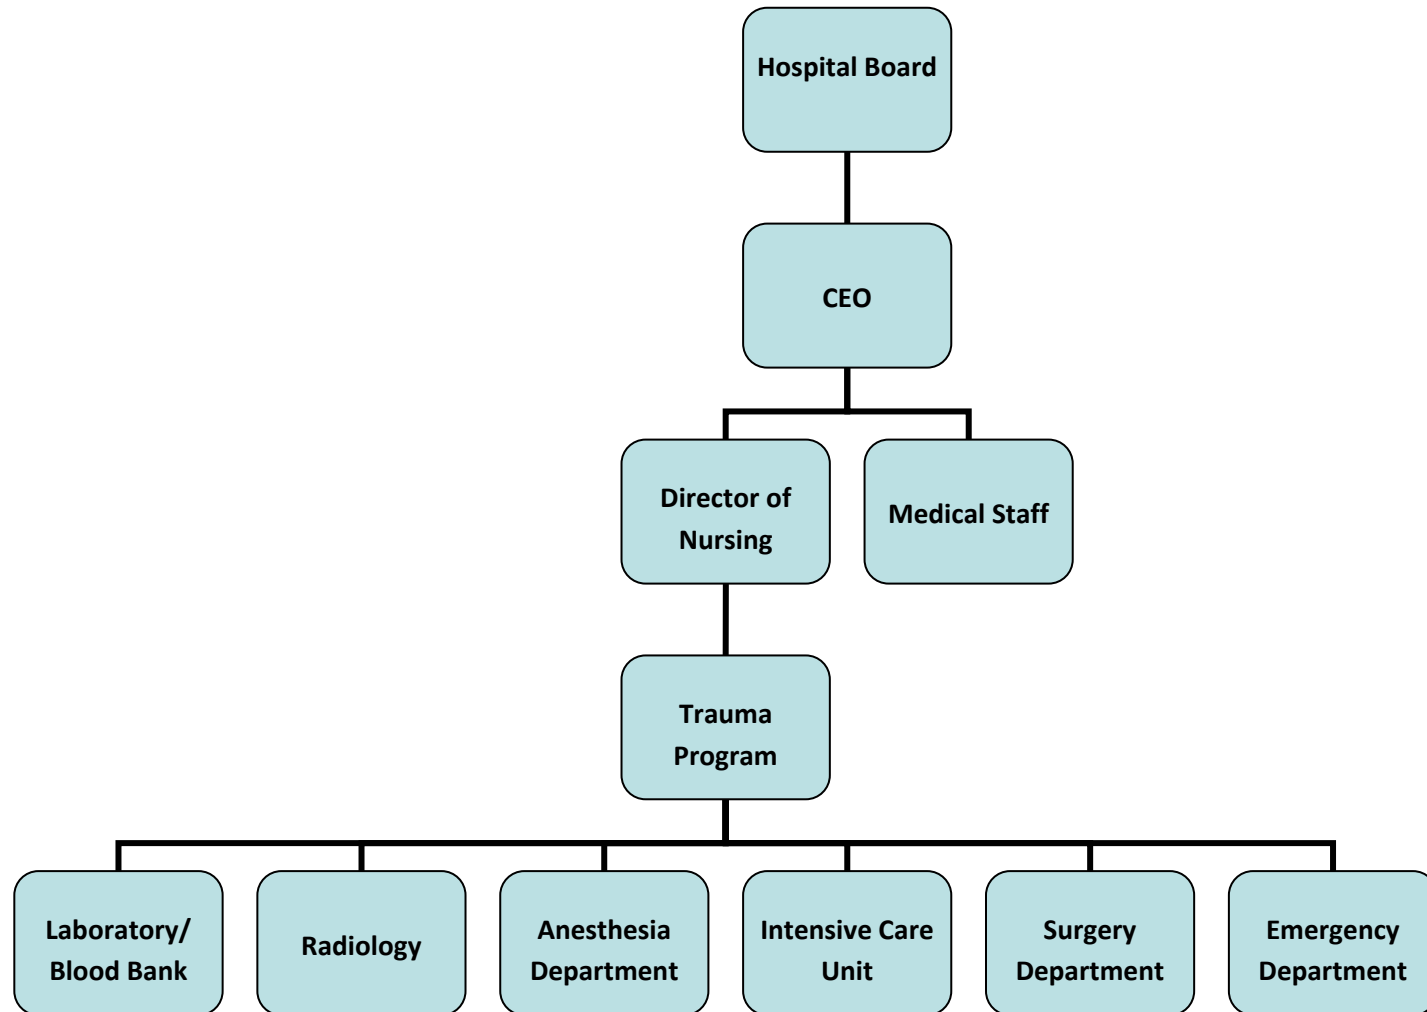 Hospital Board
CEO
Director of
Nursing
Medical Staff
Trauma
Program
Laboratory/
Blood Bank
Radiology
Anesthesia
Department
Intensive Care
Unit
Surgery
Department
Emergency
Department